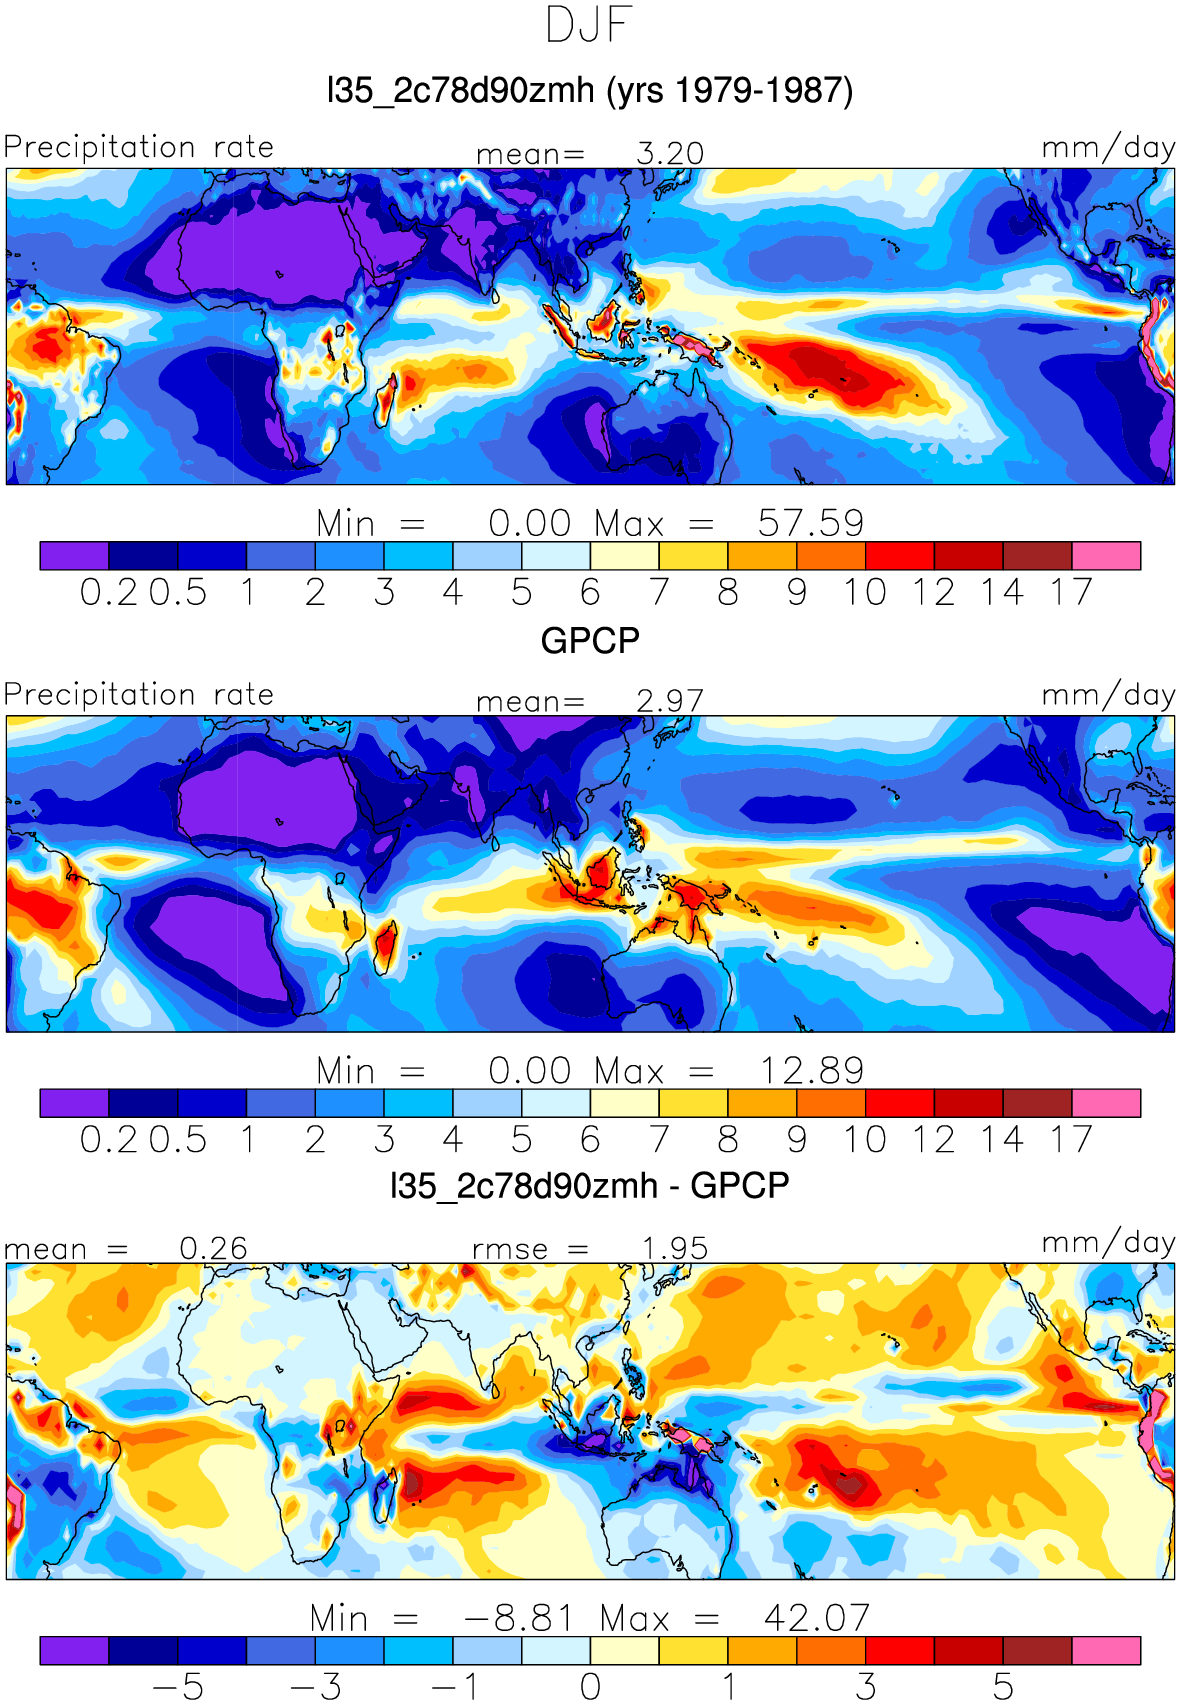 DJF
l35_2c78d90zmh (yrs 1979-1987)
Precipitation rate mean= 3.20 mm/day
Min = 0.00 Max = 57.59
0.2 0.5 1 2 3 4 5 6 7 8 9 10 12 14 17
GPCP
Precipitation rate mean= 2.97 mm/day
Min = 0.00 Max = 12.89
0.2 0.5 1 2 3 4 5 6 7 8 9 10 12 14 17
l35_2c78d90zmh - GPCP
mean = 0.26 rmse = 1.95 mm/day
Min = -8.81 Max = 42.07
-5 -3 -1 0 1 3 5